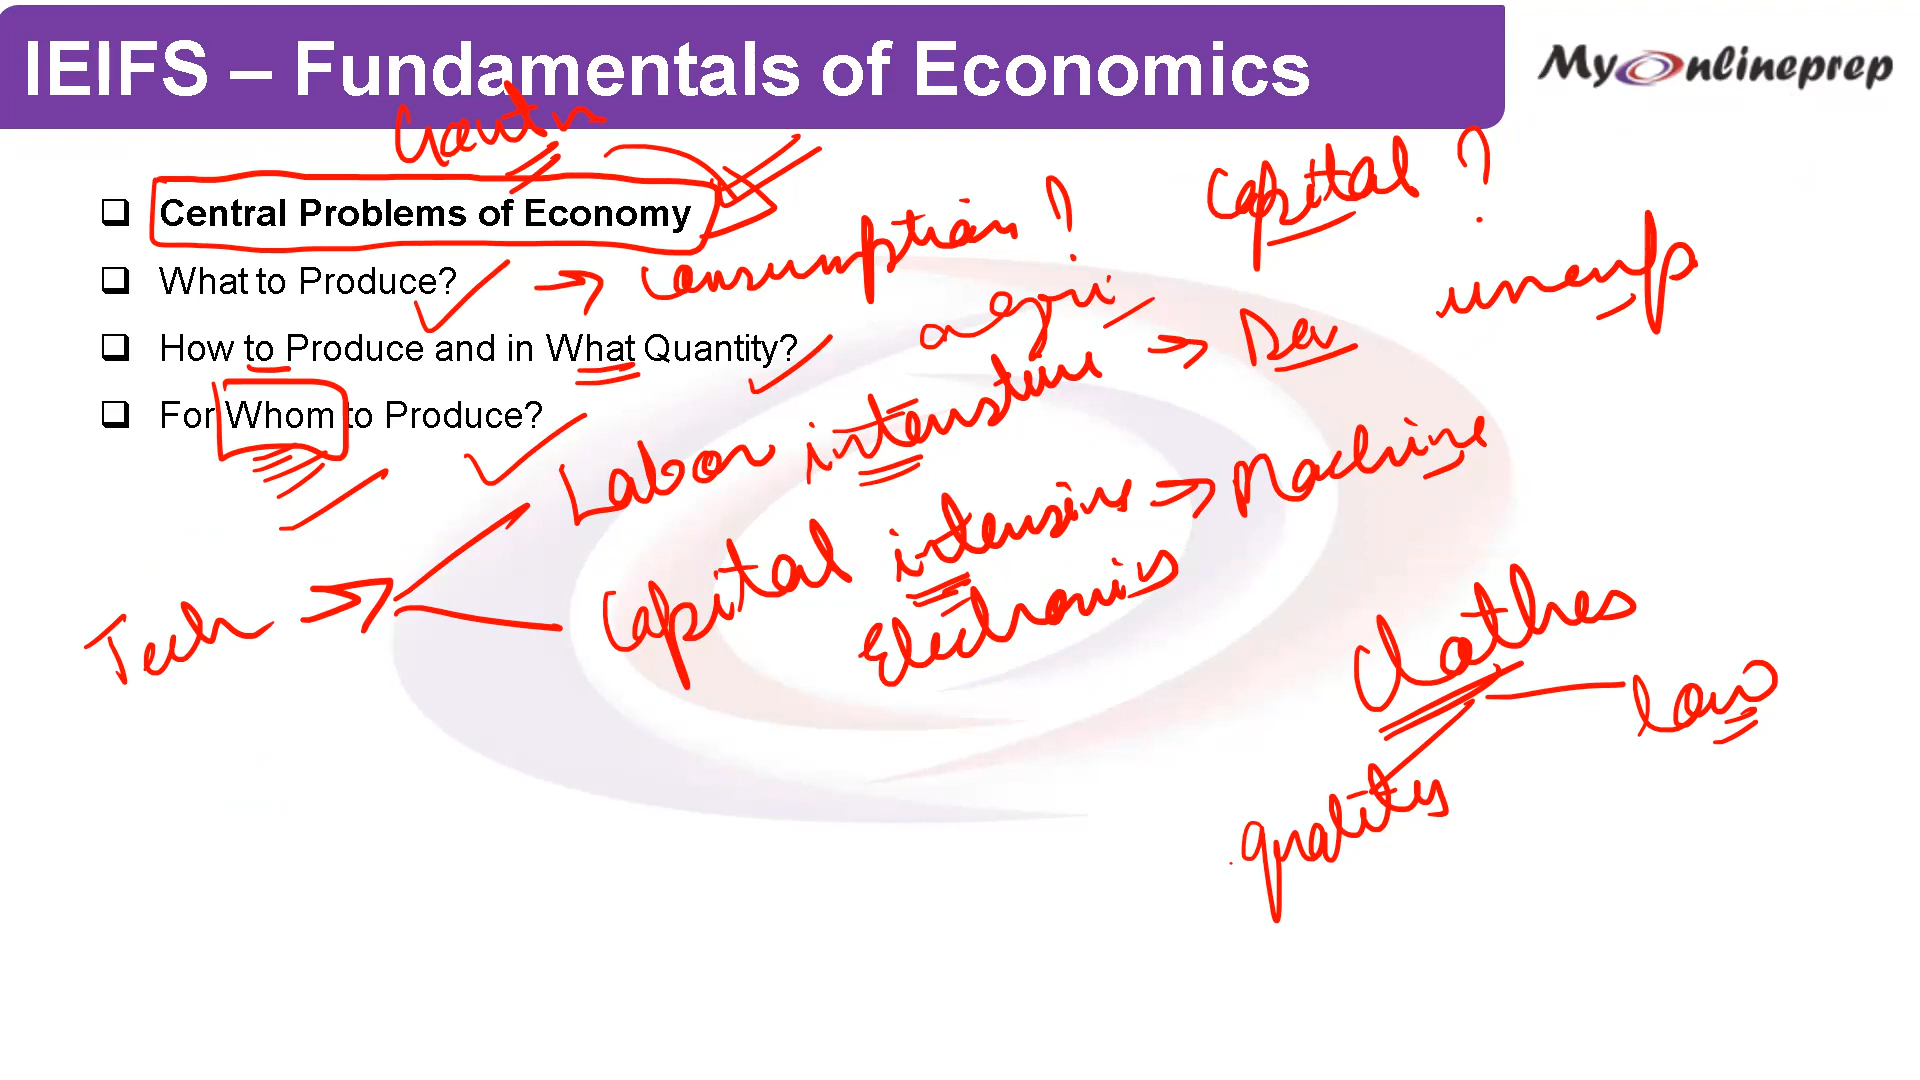 IEIFS – Fundamentals of Economics
MyOnlineprep
Growth
Central Problems of Economy
Capital ?
What to Produce?
→ Consumption ?
unemp
How to Produce and in What Quantity?
agri
For Whom to Produce?
Labor intensive → Dev
Capital intensive → Machine
Electronics
Tech →
Clothes
low
quality